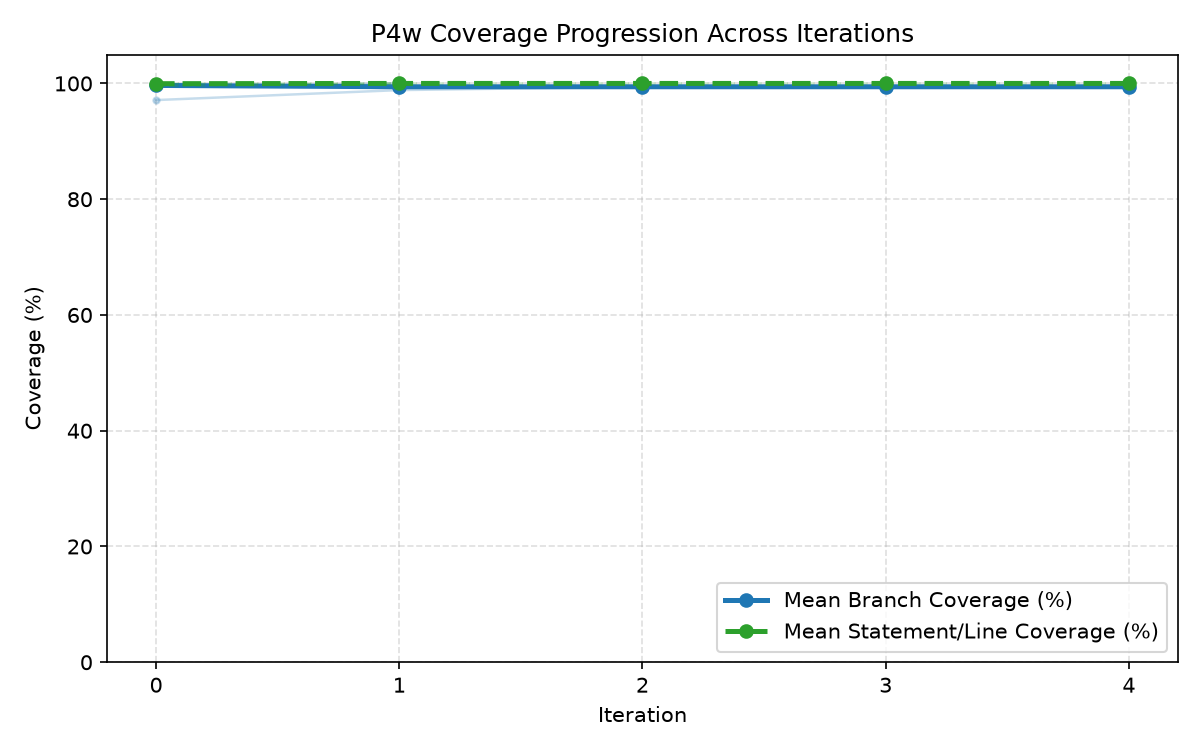 P4w Coverage Progression Across Iterations
Coverage (%)
100
80
60
40
20
0
Mean Branch Coverage (%)
Mean Statement/Line Coverage (%)
0 1 2 3 4
Iteration